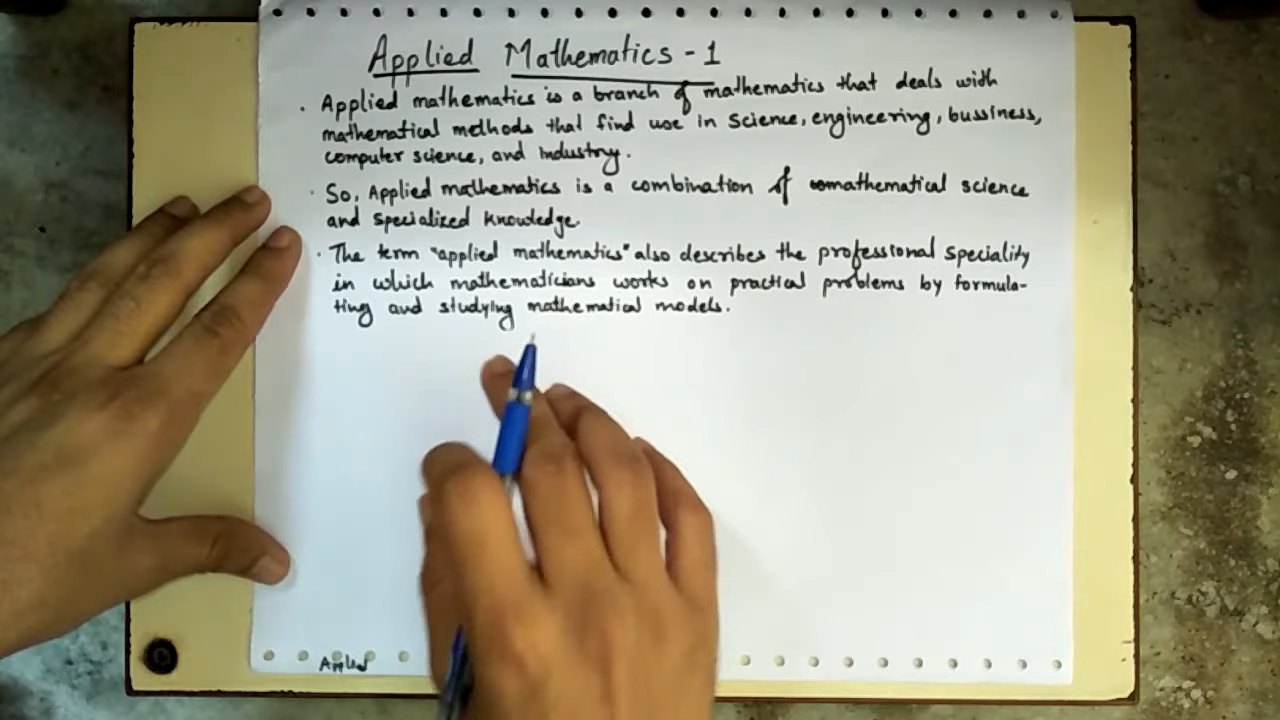 Applied Mathematics - 1
. Applied mathematics is a branch of mathematics that deals with
mathematical methods that find use in Science, engineering, bussiness,
computer science, and industry.
. So, Applied mathematics is a combination of mathematical science
and specialized knowledge.
. The term "applied mathematics" also describes the professional speciality
in which mathematicians works on practical problems by formula-
ting and studying mathematical models.
Applied